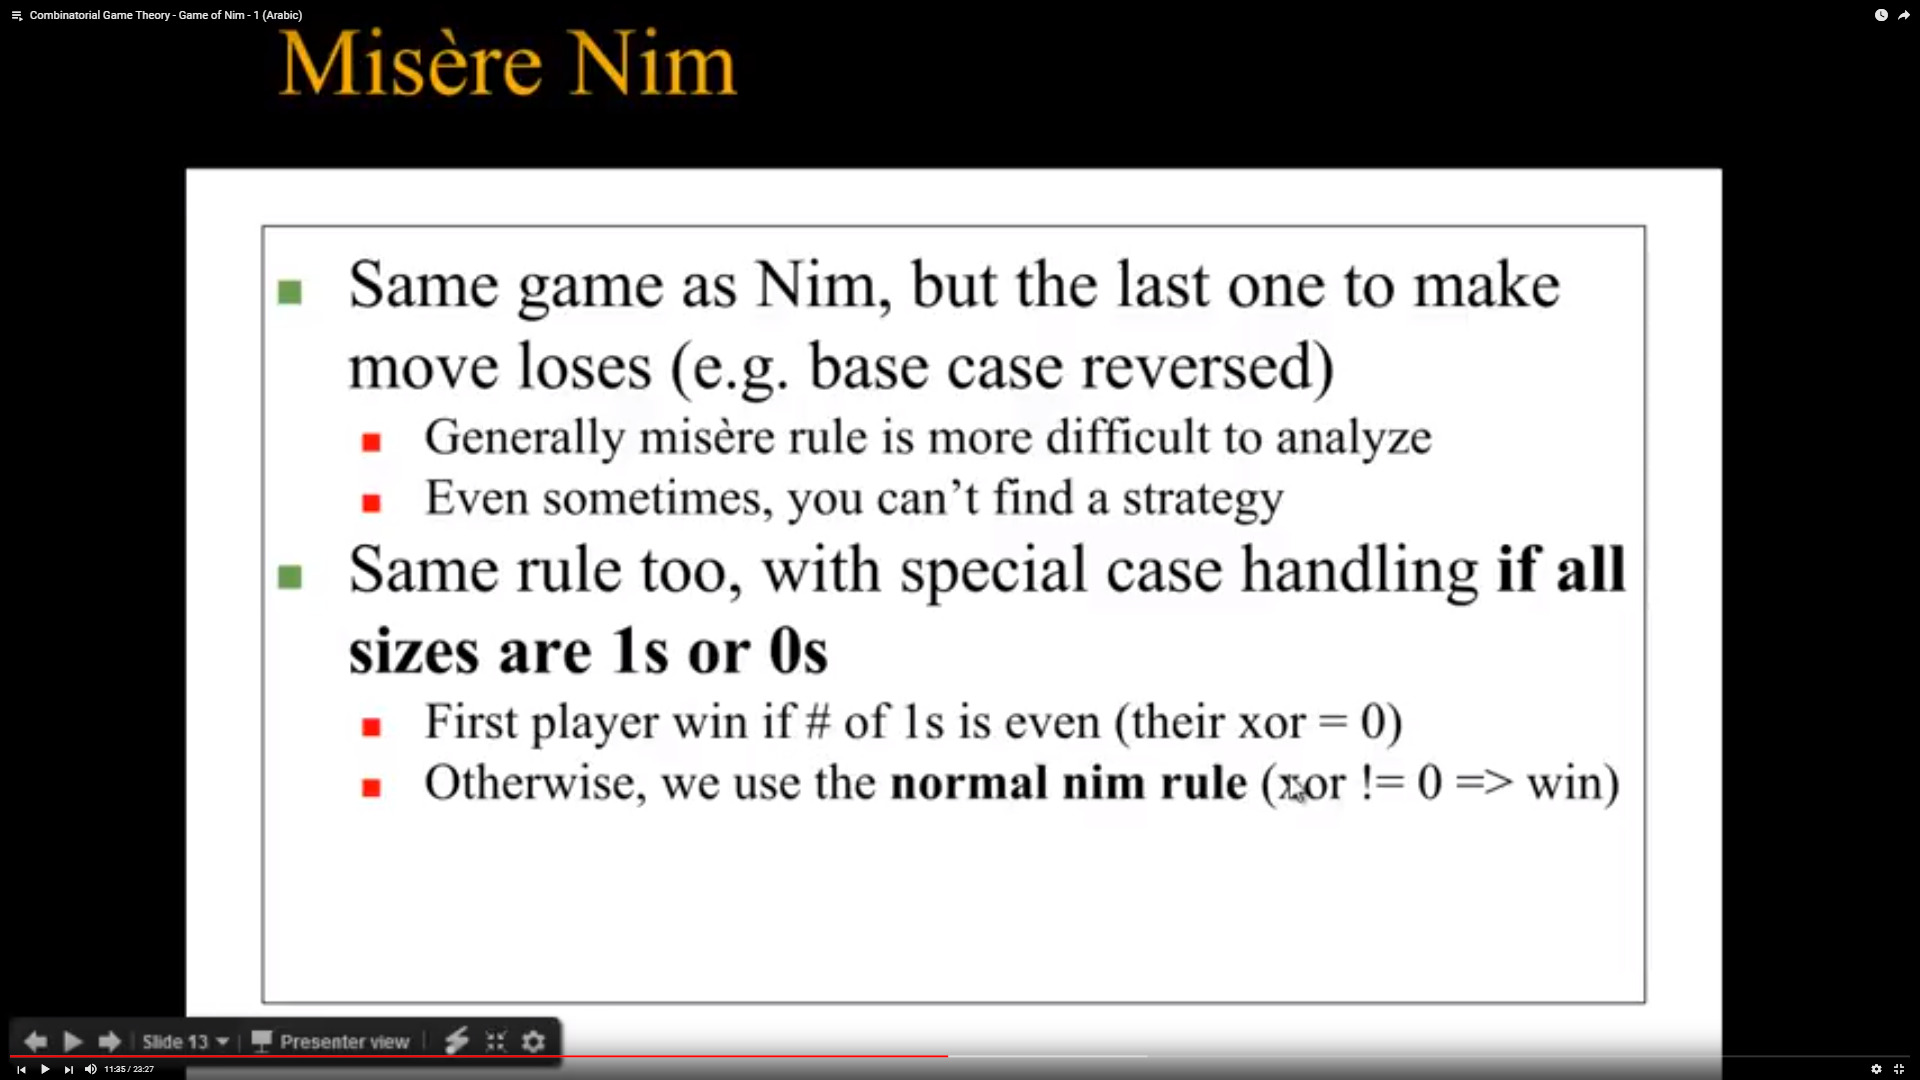 Combinatorial Game Theory - Game of Nim - 1 (Arabic)
Misère Nim
Same game as Nim, but the last one to make
move loses (e.g. base case reversed)
Generally misère rule is more difficult to analyze
Even sometimes, you can't find a strategy
Same rule too, with special case handling if all
sizes are 1s or 0s
First player win if # of 1s is even (their xor = 0)
Otherwise, we use the normal nim rule (xor != 0 => win)
Slide 13
Presenter view
11:35 / 23:27